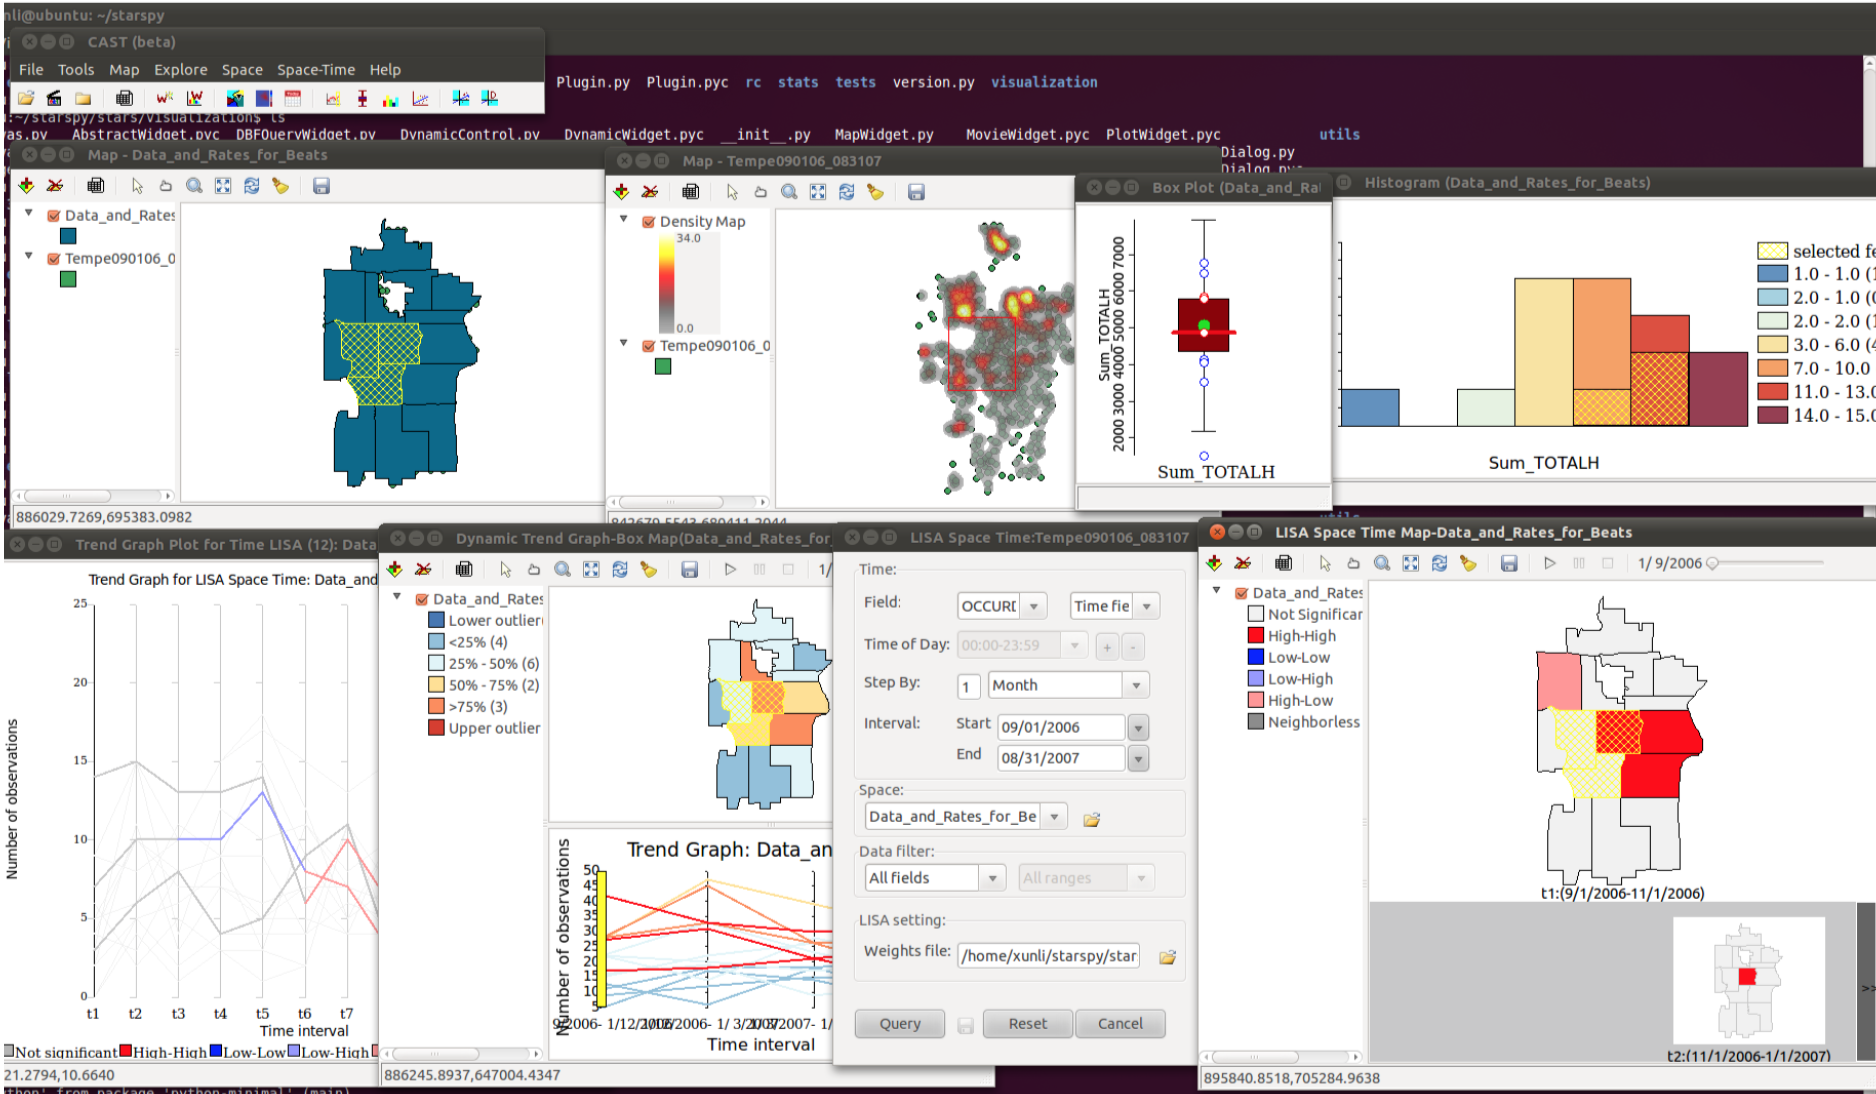 nli@ubuntu: ~/starspy
CAST (beta)
File Tools Map Explore Space Space-Time Help
Plugin.py Plugin.pyc rc stats tests version.py visualization
:~/starspy/stars/Visualization$ ls
as.py AbstractWidget.pyc DBFQueryWidget.py DynamicControl.py DynamicWidget.pyc __init__.py MapWidget.py MovieWidget.pyc PlotWidget.pyc utils
Dialog.py
Map - Data_and_Rates_for_Beats
Data_and_Rates
Tempe090106_0
886029.7269,695383.0982
Map - Tempe090106_083107
Density Map
34.0
0.0
Tempe090106_0
842679.5543,680411.2044
Box Plot (Data_and_Ra
Sum_TOTALH
2000 3000 4000 5000 6000 7000
Sum_TOTALH
Histogram (Data_and_Rates_for_Beats)
selected fe
1.0 - 1.0 (1
2.0 - 1.0 (0
2.0 - 2.0 (1
3.0 - 6.0 (4
7.0 - 10.0
11.0 - 13.0
14.0 - 15.0
Sum_TOTALH
utils
Trend Graph Plot for Time LISA (12): Data
Trend Graph for LISA Space Time: Data_and
Number of observations
25
20
15
10
5
0
t1 t2 t3 t4 t5 t6 t7
Time interval
Not significant High-High Low-Low Low-High
21.2794,10.6640
Dynamic Trend Graph-Box Map(Data_and_Rates_for_
1/
Data_and_Rates
Lower outlier
<25% (4)
25% - 50% (6)
50% - 75% (2)
>75% (3)
Upper outlier
Trend Graph: Data_an
Number of observations
50
45
40
35
30
25
20
15
10
5
Time interval
886245.8937,647004.4347
LISA Space Time:Tempe090106_083107
Time:
Field: OCCURD Time fie
Time of Day: 00:00-23:59 + -
Step By: 1 Month
Interval: Start 09/01/2006
End 08/31/2007
Space:
Data_and_Rates_for_Be
Data filter:
All fields All ranges
LISA setting:
Weights file: /home/xunli/starspy/star
Query Reset Cancel
LISA Space Time Map-Data_and_Rates_for_Beats
1/ 9/2006
Data_and_Rates
Not Significar
High-High
Low-Low
Low-High
High-Low
Neighborless
t1:(9/1/2006-11/1/2006)
>>
t2:(11/1/2006-1/1/2007)
895840.8518,705284.9638
thon' from package 'python-minimal' (main)